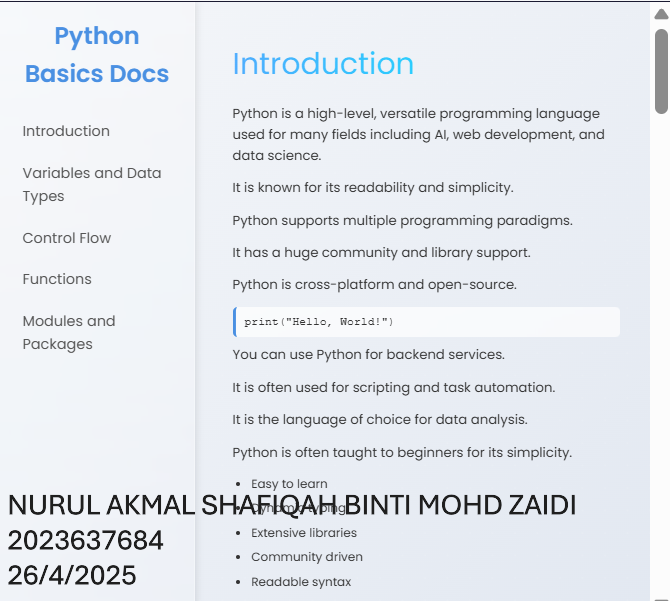 Python
Basics Docs
Introduction
Variables and Data
Types
Control Flow
Functions
Modules and
Packages
Introduction
Python is a high-level, versatile programming language
used for many fields including AI, web development, and
data science.
It is known for its readability and simplicity.
Python supports multiple programming paradigms.
It has a huge community and library support.
Python is cross-platform and open-source.
print("Hello, World!")
You can use Python for backend services.
It is often used for scripting and task automation.
It is the language of choice for data analysis.
Python is often taught to beginners for its simplicity.
• Easy to learn
• Dynamic typing
• Extensive libraries
• Community driven
• Readable syntax
NURUL AKMAL SHAFIQAH BINTI MOHD ZAIDI
2023637684
26/4/2025